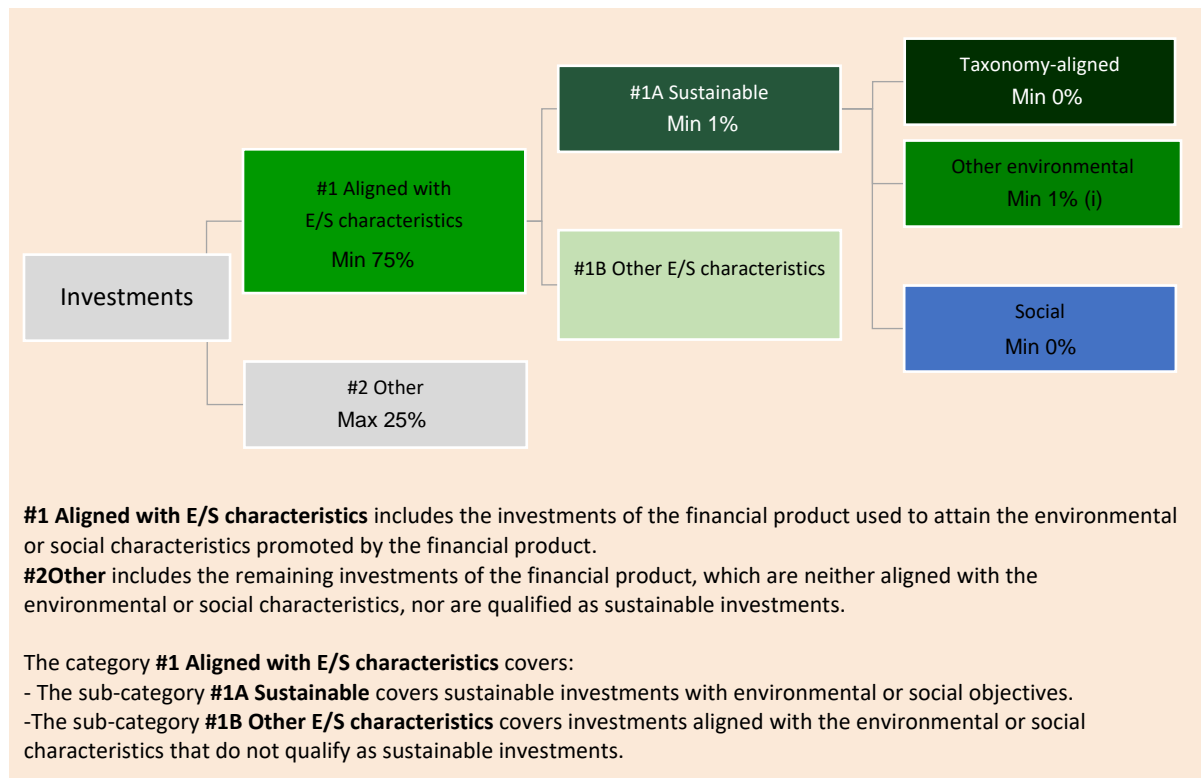 Investments
#1 Aligned with
E/S characteristics
Min 75%
#2 Other
Max 25%
#1A Sustainable
Min 1%
#1B Other E/S characteristics
Taxonomy-aligned
Min 0%
Other environmental
Min 1% (i)
Social
Min 0%
#1 Aligned with E/S characteristics includes the investments of the financial product used to attain the environmental
or social characteristics promoted by the financial product.
#2Other includes the remaining investments of the financial product, which are neither aligned with the
environmental or social characteristics, nor are qualified as sustainable investments.
The category #1 Aligned with E/S characteristics covers:
- The sub-category #1A Sustainable covers sustainable investments with environmental or social objectives.
-The sub-category #1B Other E/S characteristics covers investments aligned with the environmental or social
characteristics that do not qualify as sustainable investments.